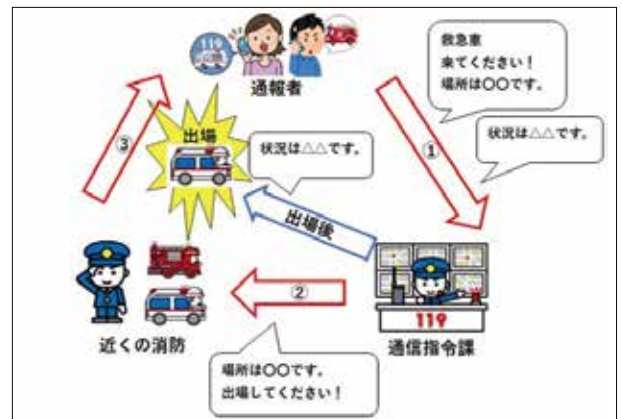 119
通報者
救急車
来てください！
場所は〇〇です。
①
状況は△△です。
③
出場
状況は△△です。
出場後
②
119
近くの消防
通信指令課
場所は〇〇です。
出場してください！